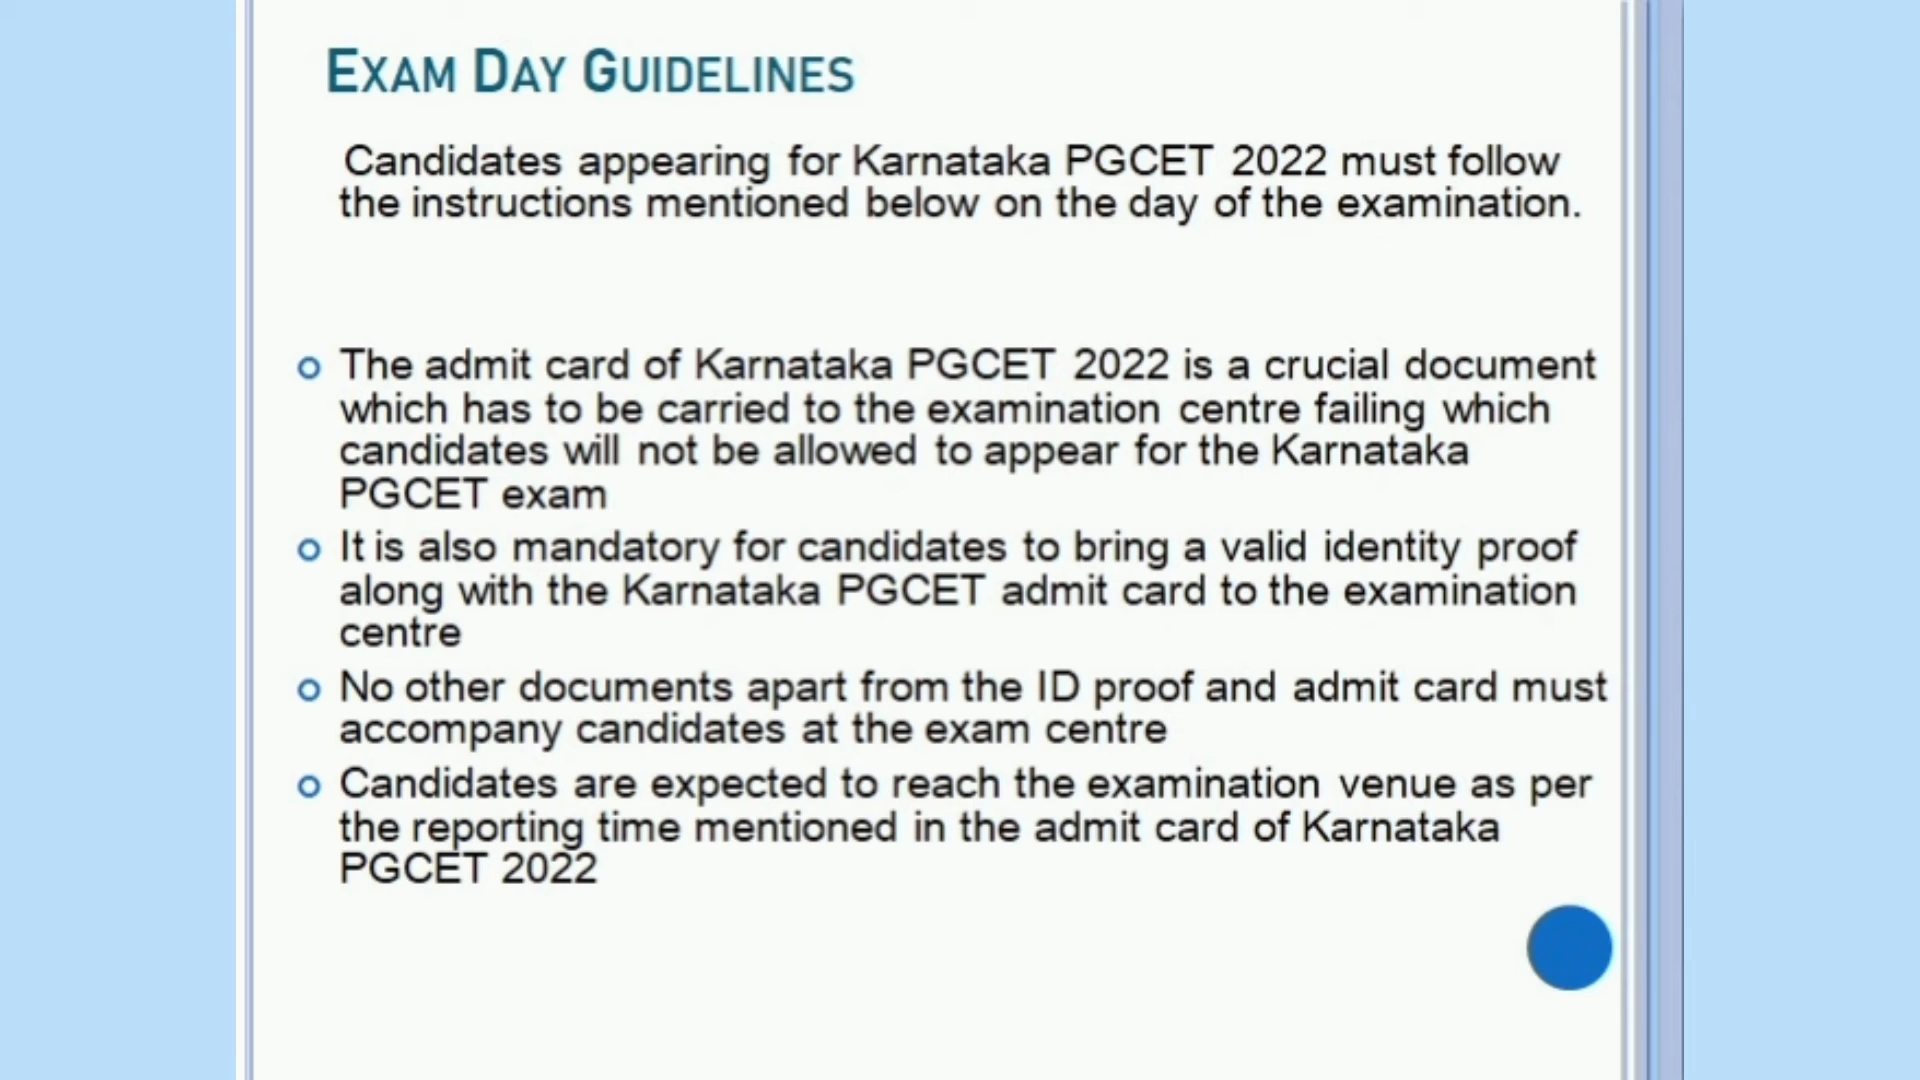 EXAM DAY GUIDELINES
Candidates appearing for Karnataka PGCET 2022 must follow
the instructions mentioned below on the day of the examination.
The admit card of Karnataka PGCET 2022 is a crucial document
which has to be carried to the examination centre failing which
candidates will not be allowed to appear for the Karnataka
PGCET exam
It is also mandatory for candidates to bring a valid identity proof
along with the Karnataka PGCET admit card to the examination
centre
No other documents apart from the ID proof and admit card must
accompany candidates at the exam centre
Candidates are expected to reach the examination venue as per
the reporting time mentioned in the admit card of Karnataka
PGCET 2022